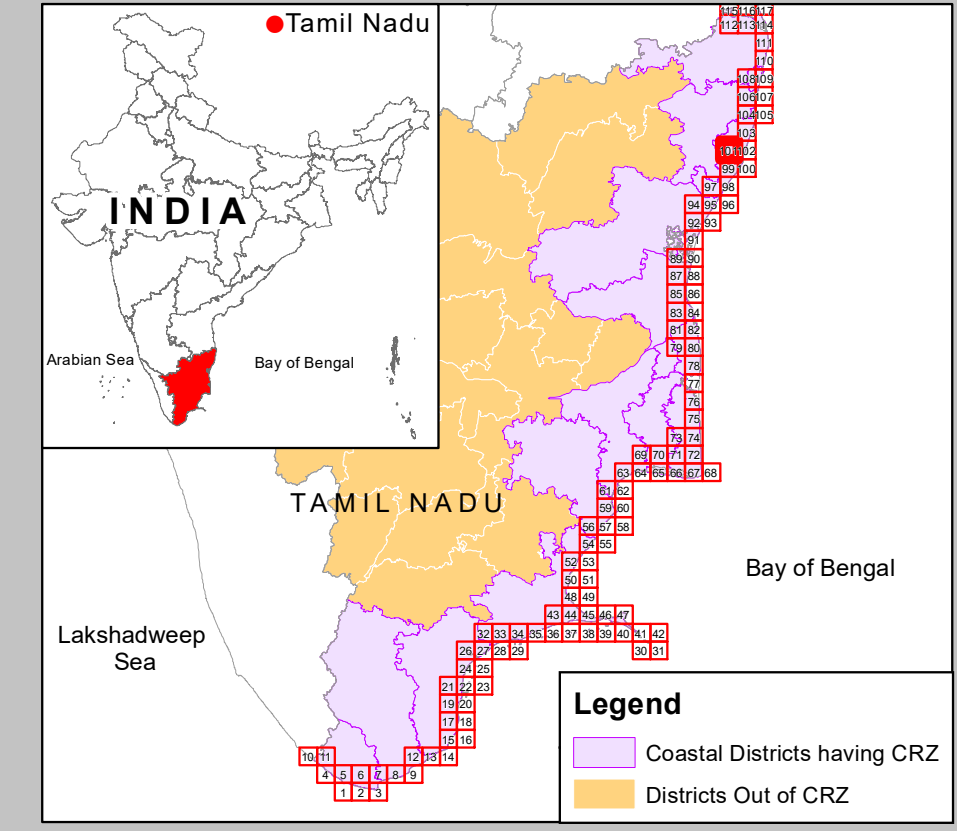 Tamil Nadu
INDIA
Arabian Sea
Bay of Bengal
115 116 117
112 113 114
111
110
108 109
106 107
104 105
103
101 102
99 100
97 98
94 95 96
92 93
91
89 90
87 88
85 86
83 84
81 82
79 80
78
77
76
75
73 74
69 70 71 72
63 64 65 66 67 68
61 62
TAMIL NADU
59 60
56 57 58
54 55
52 53
Bay of Bengal
50 51
48 49
43 44 45 46 47
32 33 34 35 36 37 38 39 40 41 42
Lakshadweep
Sea
26 27 28 29 30 31
24 25
21 22 23
19 20
17 18
15 16
10 11 12 13 14
4 5 6 7 8 9
1 2 3
Legend
Coastal Districts having CRZ
Districts Out of CRZ